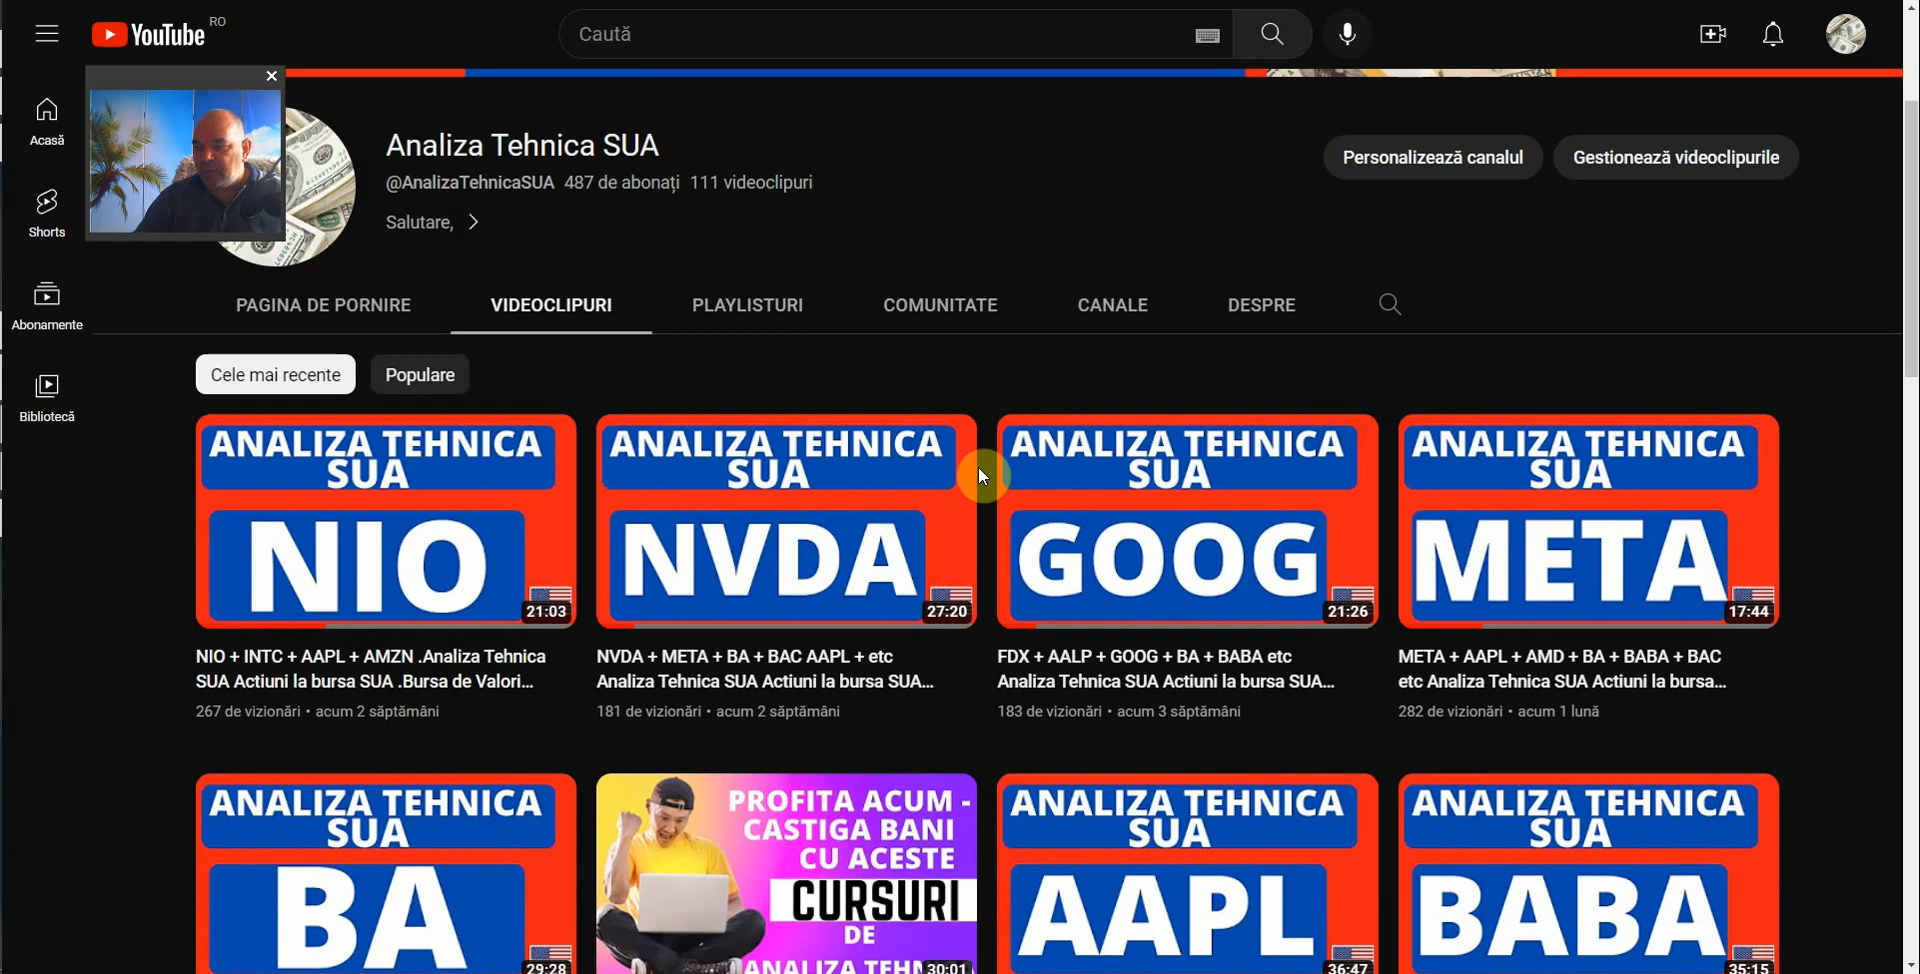 YouTube RO
Caută
Acasă
Shorts
Abonamente
Bibliotecă
Analiza Tehnica SUA
@AnalizaTehnicaSUA 487 de abonați 111 videoclipuri
Salutare,
Personalizează canalul
Gestionează videoclipurile
PAGINA DE PORNIRE
VIDEOCLIPURI
PLAYLISTURI
COMUNITATE
CANALE
DESPRE
Cele mai recente
Populare
ANALIZA TEHNICA
SUA
NIO
21:03
NIO + INTC + AAPL + AMZN .Analiza Tehnica
SUA Actiuni la bursa SUA .Bursa de Valori...
267 de vizionări • acum 2 săptămâni
ANALIZA TEHNICA
SUA
NVDA
27:20
NVDA + META + BA + BAC AAPL + etc
Analiza Tehnica SUA Actiuni la bursa SUA...
181 de vizionări • acum 2 săptămâni
ANALIZA TEHNICA
SUA
GOOG
21:26
FDX + AALP + GOOG + BA + BABA etc
Analiza Tehnica SUA Actiuni la bursa SUA...
183 de vizionări • acum 3 săptămâni
ANALIZA TEHNICA
SUA
META
17:44
META + AAPL + AMD + BA + BABA + BAC
etc Analiza Tehnica SUA Actiuni la bursa...
282 de vizionări • acum 1 lună
ANALIZA TEHNICA
SUA
BA
29:28
PROFITA ACUM -
CASTIGA BANI
CU ACESTE
CURSURI
DE
ANALIZA TEHN
30:01
ANALIZA TEHNICA
SUA
AAPL
36:47
ANALIZA TEHNICA
SUA
BABA
35:15